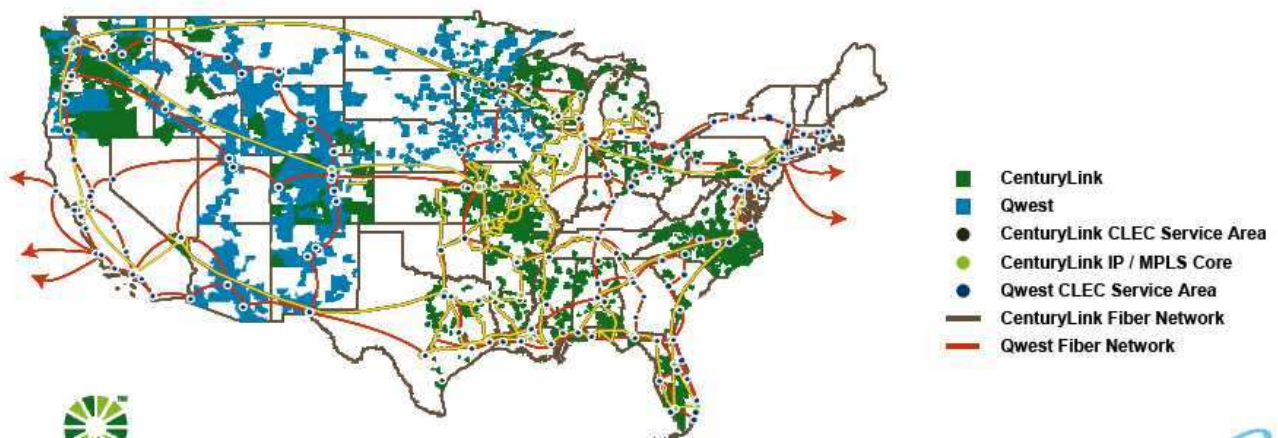 CenturyLink
Qwest
CenturyLink CLEC Service Area
CenturyLink IP / MPLS Core
Qwest CLEC Service Area
CenturyLink Fiber Network
Qwest Fiber Network